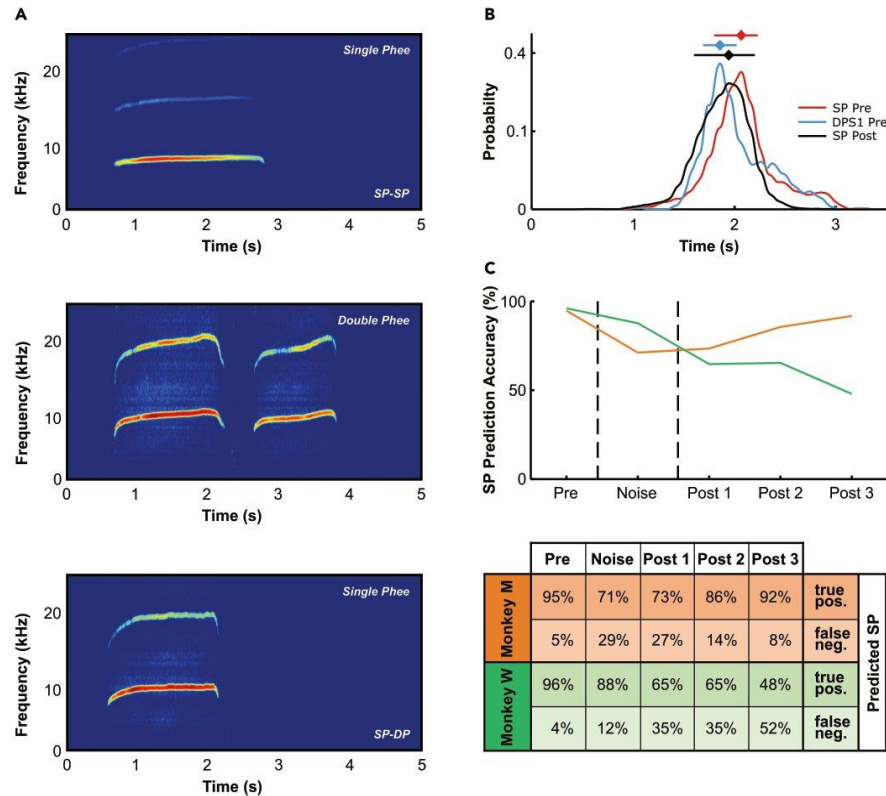 A
Frequency (kHz)
20
10
0
Single Phee
SP-SP
0 1 2 3 4 5
Time (s)
Frequency (kHz)
20
10
0
Double Phee
0 1 2 3 4 5
Time (s)
Frequency (kHz)
20
10
0
Single Phee
SP-DP
0 1 2 3 4 5
Time (s)
B
Probabilty
0.4
0.1
0
SP Pre
DPS1 Pre
SP Post
0 1 2 3
Time (s)
C
SP Prediction Accuracy (%)
100
50
0
Pre Noise Post 1 Post 2 Post 3
Pre Noise Post 1 Post 2 Post 3
Monkey M
95% 71% 73% 86% 92% true pos.
5% 29% 27% 14% 8% false neg.
Monkey W
96% 88% 65% 65% 48% true pos.
4% 12% 35% 35% 52% false neg.
Predicted SP